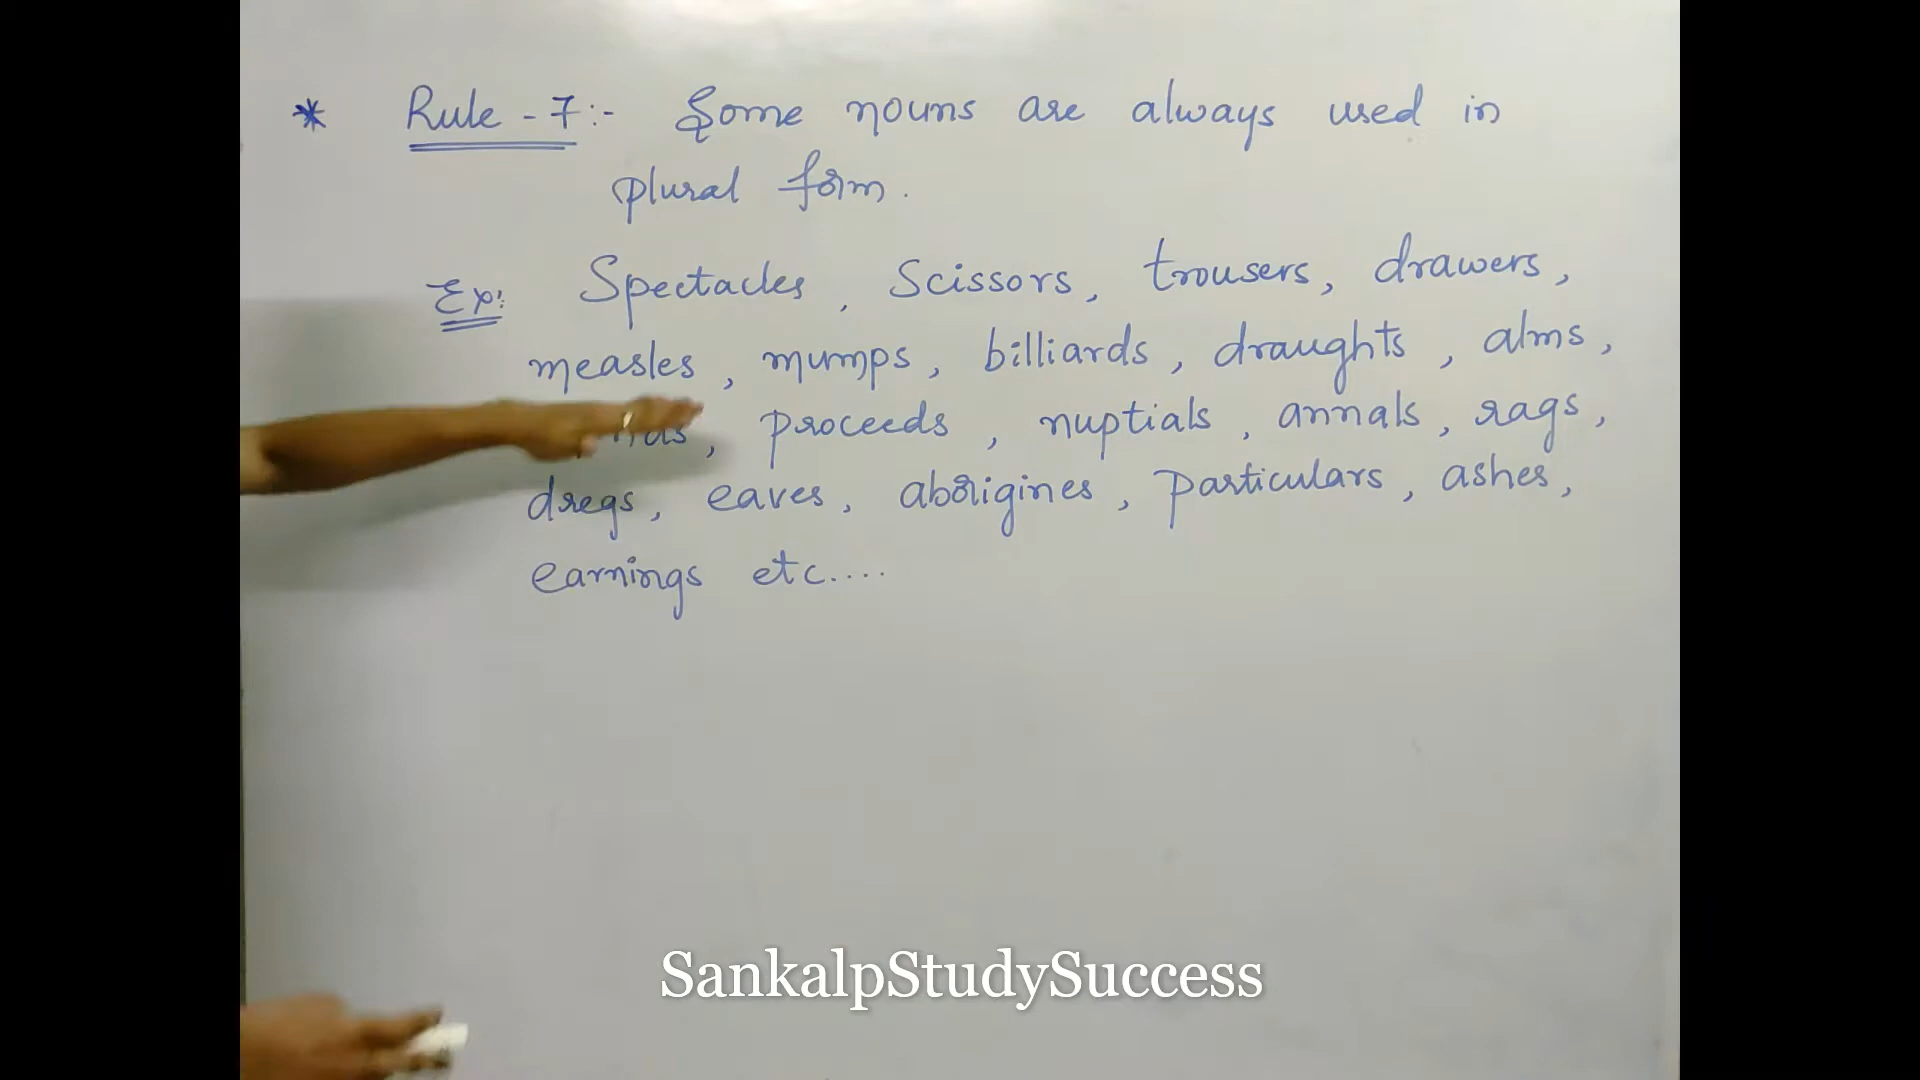 * Rule - 7:- Some nouns are always used in
plural form.
Ex: Spectacles, Scissors, trousers, drawers,
measles, mumps, billiards, draughts, alms,
, proceeds, nuptials, annals, rags,
dregs, eaves, aborigines, particulars, ashes,
earnings etc....
SankalpStudySuccess